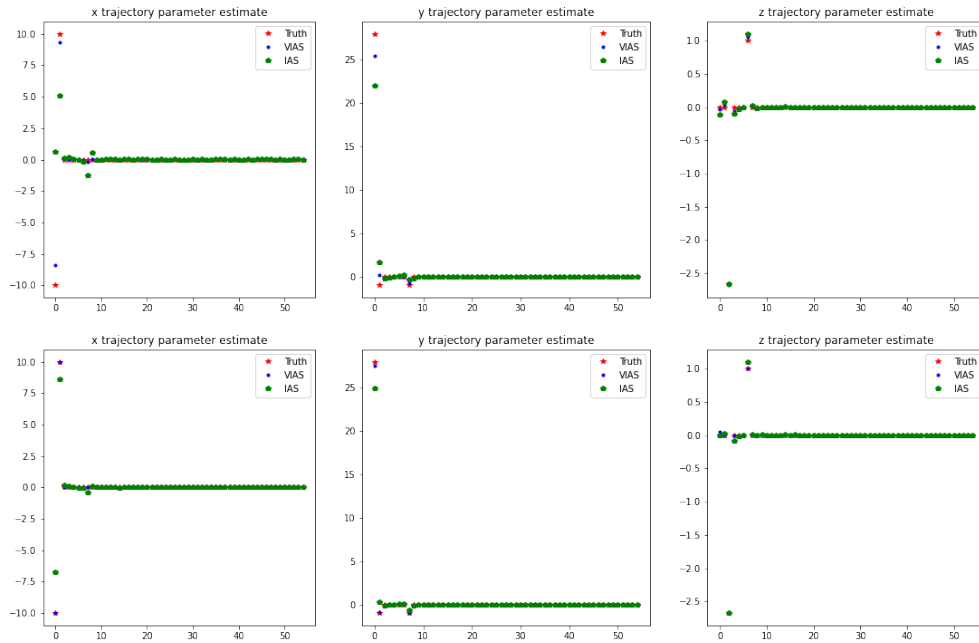 x trajectory parameter estimate
10.0
7.5
5.0
2.5
0.0
−2.5
−5.0
−7.5
−10.0
0 10 20 30 40 50
Truth
VIAS
IAS
y trajectory parameter estimate
25
20
15
10
5
0
0 10 20 30 40 50
Truth
VIAS
IAS
z trajectory parameter estimate
1.0
0.5
0.0
−0.5
−1.0
−1.5
−2.0
−2.5
0 10 20 30 40 50
Truth
VIAS
IAS
x trajectory parameter estimate
10.0
7.5
5.0
2.5
0.0
−2.5
−5.0
−7.5
−10.0
0 10 20 30 40 50
Truth
VIAS
IAS
y trajectory parameter estimate
25
20
15
10
5
0
0 10 20 30 40 50
Truth
VIAS
IAS
z trajectory parameter estimate
1.0
0.5
0.0
−0.5
−1.0
−1.5
−2.0
−2.5
0 10 20 30 40 50
Truth
VIAS
IAS